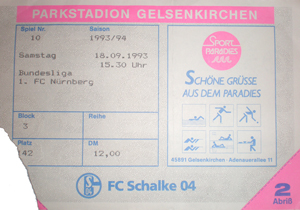 PARKSTADION GELSENKIRCHEN
Spiel Nr. Saison
10 1993/94
Samstag 18.09.1993
15.30 Uhr
Bundesliga
1. FC Nürnberg
SPORT
PARADIES
SCHÖNE GRÜSSE
AUS DEM PARADIES
45891 Gelsenkirchen - Adenauerallee 11
Block Reihe
3
Platz DM
42 12,00
S04
FC Schalke 04
2
Abriß